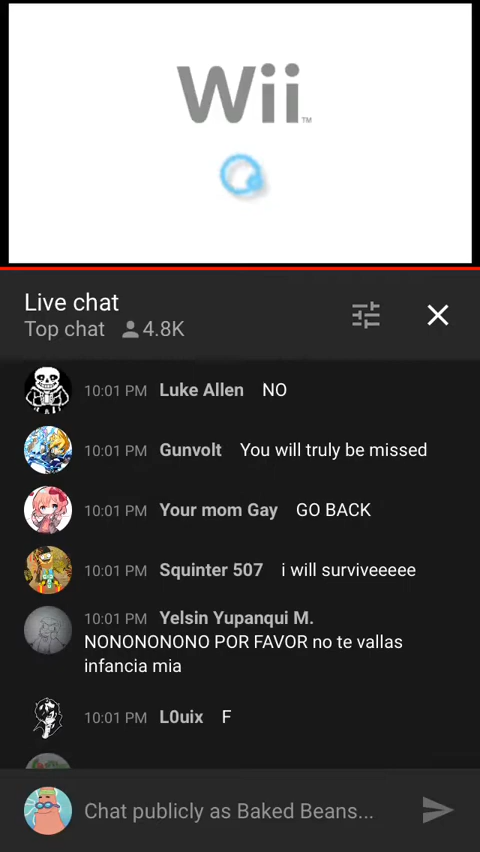 Wii™
Live chat
Top chat 4.8K
10:01 PM Luke Allen NO
10:01 PM Gunvolt You will truly be missed
10:01 PM Your mom Gay GO BACK
10:01 PM Squinter 507 i will surviveeeee
10:01 PM Yelsin Yupanqui M.
NONONONONO POR FAVOR no te vallas
infancia mia
10:01 PM L0uix F
Chat publicly as Baked Beans...